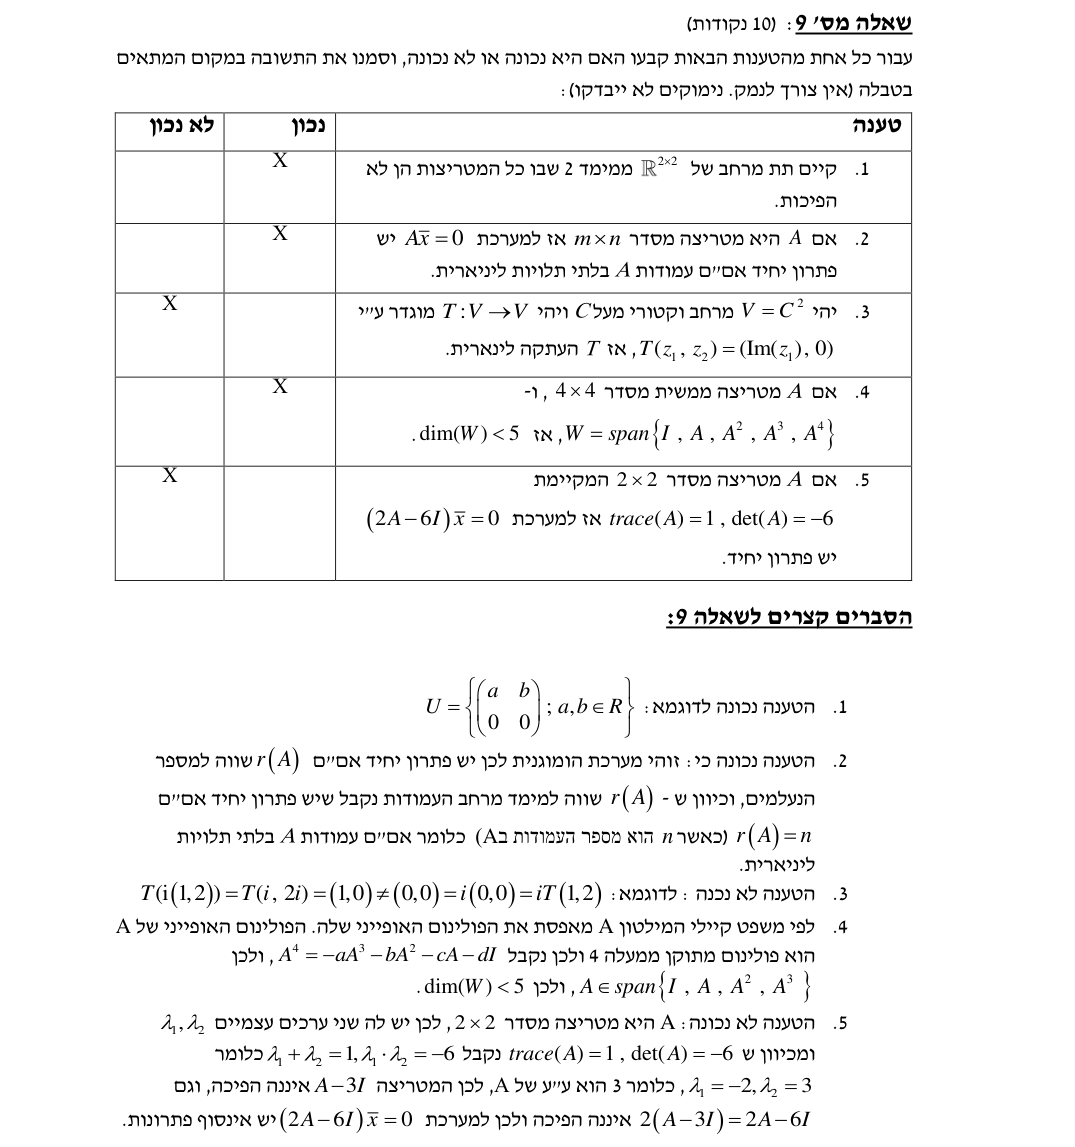 שאלה מס׳ 9: (10 נקודות)
עבור כל אחת מהטענות הבאות קבעו האם היא נכונה או לא נכונה, וסמנו את התשובה במקום המתאים
בטבלה (אין צורך לנמק. נימוקים לא ייבדקו):
טענה נכון לא נכון
1. קיים תת מרחב של ℝ^{2×2} ממימד 2 שבו כל המטריצות הן לא X
הפיכות.
2. אם A היא מטריצה מסדר m×n אז למערכת Ax̄ = 0 יש X
פתרון יחיד אם״ם עמודות A בלתי תלויות ליניארית.
3. יהי V = C² מרחב וקטורי מעל C ויהי T : V → V מוגדר ע״י X
T(z₁, z₂) = (Im(z₁), 0), אז T העתקה לינארית.
4. אם A מטריצה ממשית מסדר 4×4, ו- X
W = span{I, A, A², A³, A⁴}, אז dim(W) < 5.
5. אם A מטריצה מסדר 2×2 המקיימת X
trace(A) = 1, det(A) = −6 אז למערכת (2A − 6I)x̄ = 0
יש פתרון יחיד.
הסברים קצרים לשאלה 9:
1. הטענה נכונה לדוגמא: U = {(a b; 0 0); a,b ∈ R}
2. הטענה נכונה כי: זוהי מערכת הומוגנית לכן יש פתרון יחיד אם״ם r(A) שווה למספר
הנעלמים, וכיוון ש - r(A) שווה למימד מרחב העמודות נקבל שיש פתרון יחיד אם״ם
r(A) = n (כאשר n הוא מספר העמודות בA) כלומר אם״ם עמודות A בלתי תלויות
ליניארית.
3. הטענה לא נכנה : לדוגמא: T(i(1,2)) = T(i, 2i) = (1,0) ≠ (0,0) = i(0,0) = iT(1,2)
4. לפי משפט קיילי המילטון A מאפסת את הפולינום האופייני שלה. הפולינום האופייני של A
הוא פולינום מתוקן ממעלה 4 ולכן נקבל A⁴ = −aA³ − bA² − cA − dI, ולכן
A ∈ span{I, A, A², A³}, ולכן dim(W) < 5.
5. הטענה לא נכונה: A היא מטריצה מסדר 2×2, לכן יש לה שני ערכים עצמיים λ₁, λ₂
ומכיוון ש trace(A) = 1, det(A) = −6 נקבל λ₁ + λ₂ = 1, λ₁ · λ₂ = −6 כלומר
λ₁ = −2, λ₂ = 3, כלומר 3 הוא ע״ע של A, לכן המטריצה A − 3I איננה הפיכה, וגם
2(A − 3I) = 2A − 6I איננה הפיכה ולכן למערכת (2A − 6I)x̄ = 0 יש אינסוף פתרונות.